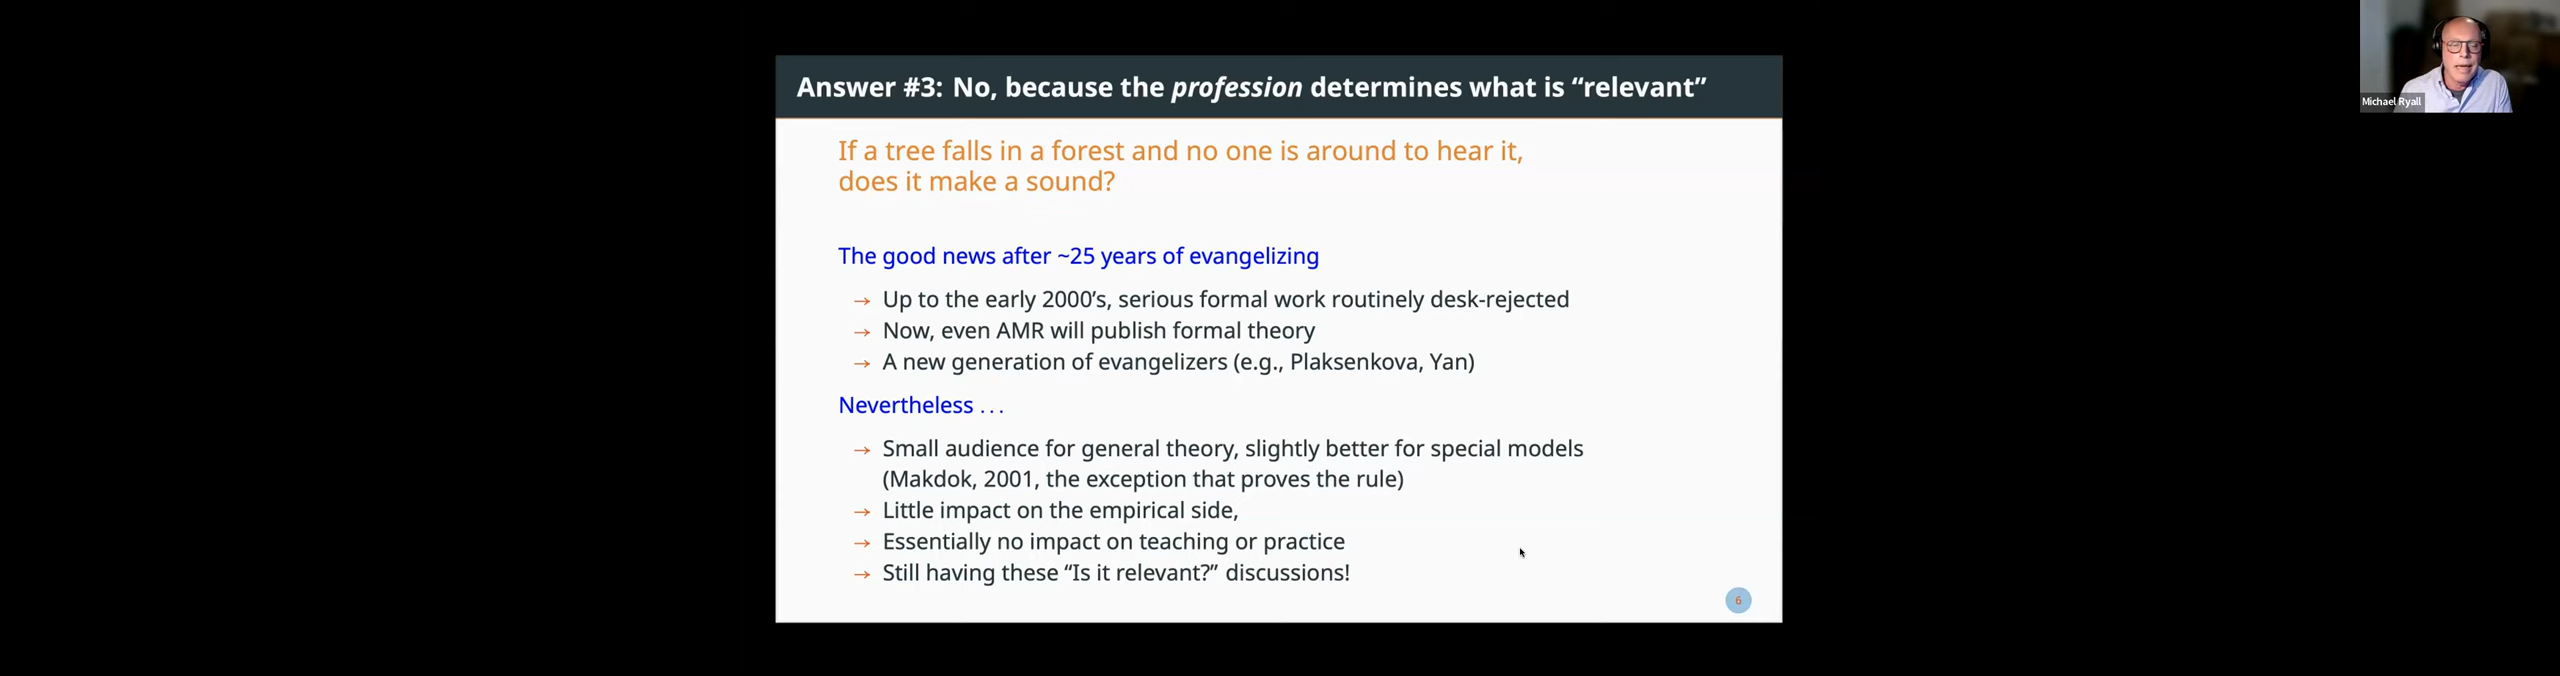 Answer #3: No, because the profession determines what is “relevant”
Michael Ryall
If a tree falls in a forest and no one is around to hear it,
does it make a sound?
The good news after ~25 years of evangelizing
→ Up to the early 2000’s, serious formal work routinely desk-rejected
→ Now, even AMR will publish formal theory
→ A new generation of evangelizers (e.g., Plaksenkova, Yan)
Nevertheless . . .
→ Small audience for general theory, slightly better for special models
(Makdok, 2001, the exception that proves the rule)
→ Little impact on the empirical side,
→ Essentially no impact on teaching or practice
→ Still having these “Is it relevant?” discussions!
6